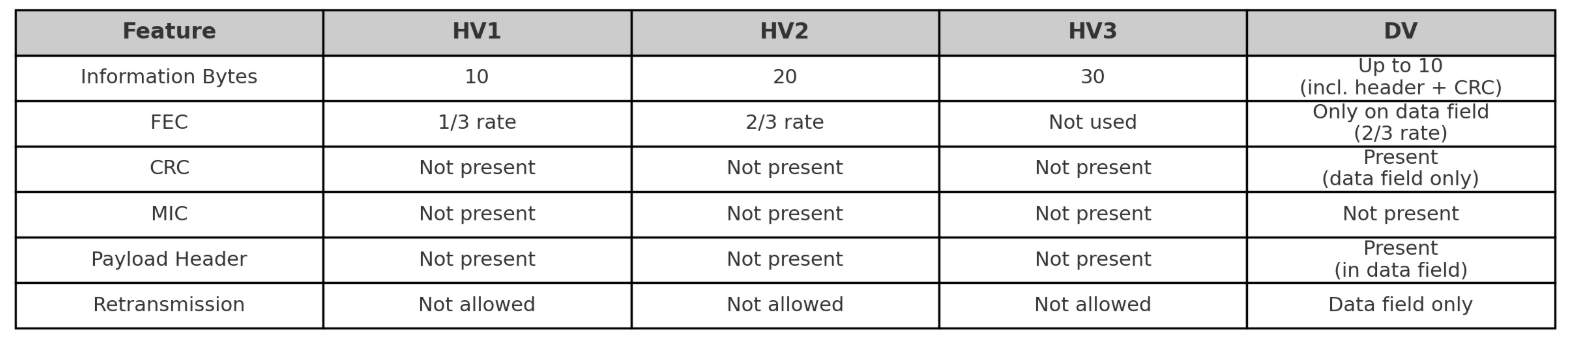 Feature HV1 HV2 HV3 DV
Information Bytes 10 20 30 Up to 10
(incl. header + CRC)
FEC 1/3 rate 2/3 rate Not used Only on data field
(2/3 rate)
CRC Not present Not present Not present Present
(data field only)
MIC Not present Not present Not present Not present
Payload Header Not present Not present Not present Present
(in data field)
Retransmission Not allowed Not allowed Not allowed Data field only